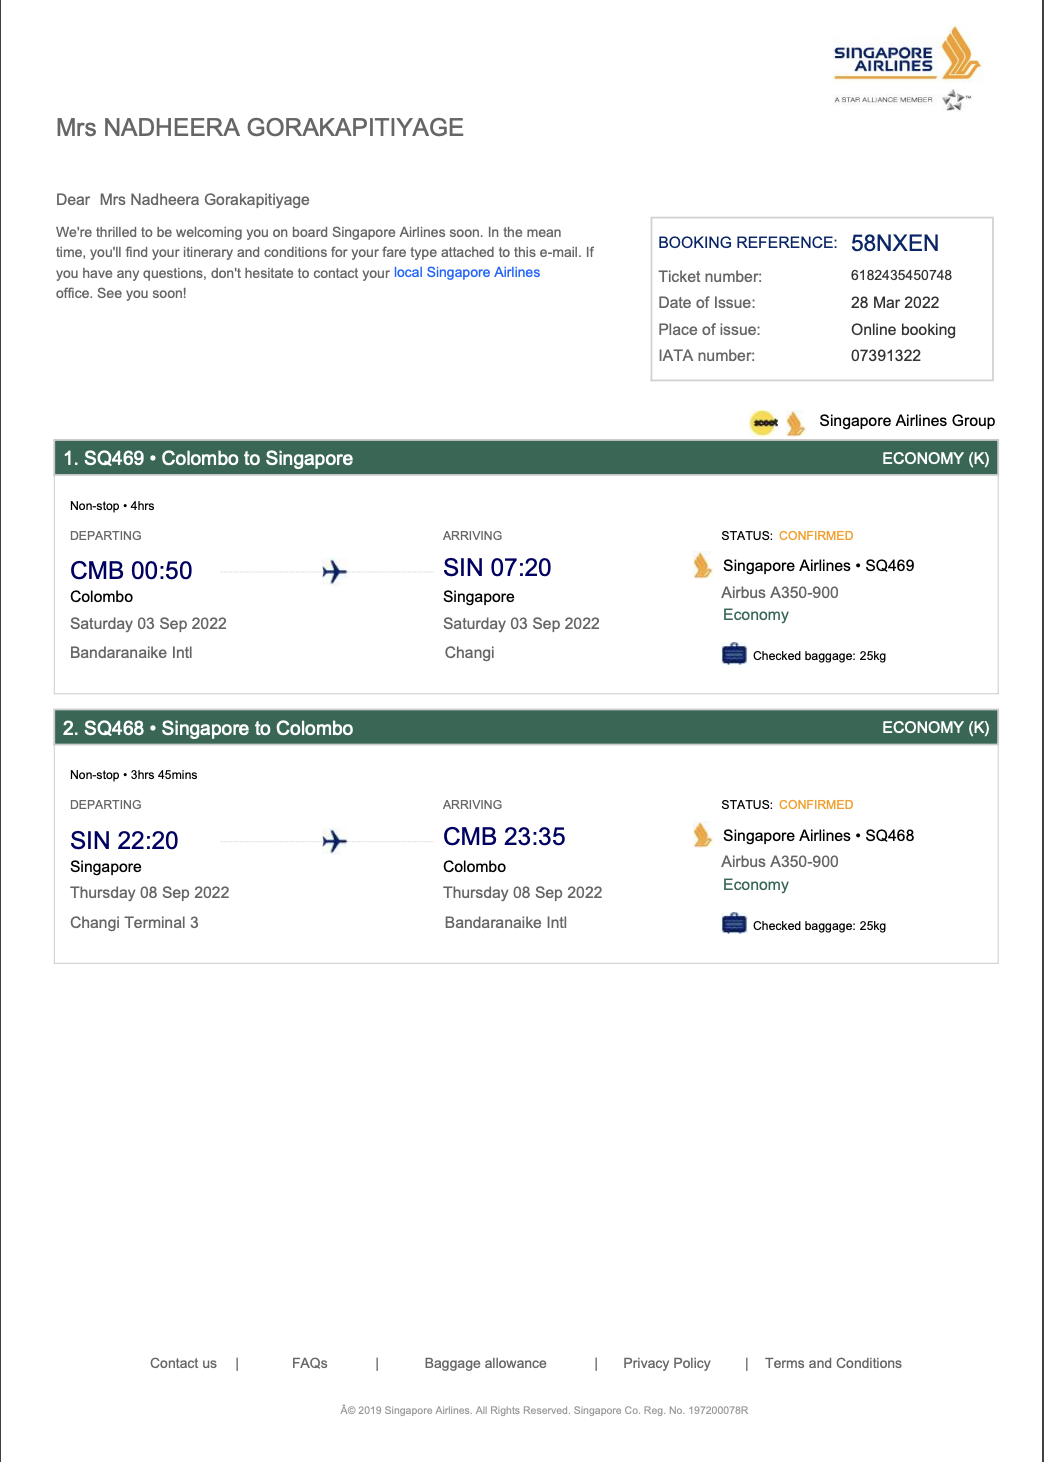 SINGAPORE
AIRLINES
A STAR ALLIANCE MEMBER ™
Mrs NADHEERA GORAKAPITIYAGE
Dear Mrs Nadheera Gorakapitiyage
We're thrilled to be welcoming you on board Singapore Airlines soon. In the mean
time, you'll find your itinerary and conditions for your fare type attached to this e-mail. If
you have any questions, don't hesitate to contact your local Singapore Airlines
office. See you soon!
BOOKING REFERENCE: 58NXEN
Ticket number: 6182435450748
Date of Issue: 28 Mar 2022
Place of issue: Online booking
IATA number: 07391322
scoot Singapore Airlines Group
1. SQ469 • Colombo to Singapore ECONOMY (K)
Non-stop • 4hrs
DEPARTING ARRIVING STATUS: CONFIRMED
CMB 00:50 SIN 07:20 Singapore Airlines • SQ469
Colombo Singapore Airbus A350-900
Saturday 03 Sep 2022 Saturday 03 Sep 2022 Economy
Bandaranaike Intl Changi Checked baggage: 25kg
2. SQ468 • Singapore to Colombo ECONOMY (K)
Non-stop • 3hrs 45mins
DEPARTING ARRIVING STATUS: CONFIRMED
SIN 22:20 CMB 23:35 Singapore Airlines • SQ468
Singapore Colombo Airbus A350-900
Thursday 08 Sep 2022 Thursday 08 Sep 2022 Economy
Changi Terminal 3 Bandaranaike Intl Checked baggage: 25kg
Contact us | FAQs | Baggage allowance | Privacy Policy | Terms and Conditions
Â© 2019 Singapore Airlines. All Rights Reserved. Singapore Co. Reg. No. 197200078R